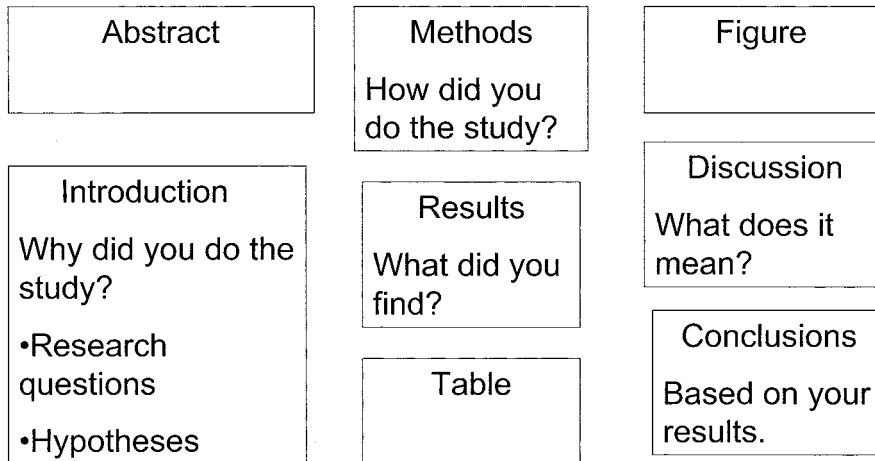 Abstract
Introduction
Why did you do the
study?
•Research
questions
•Hypotheses
Methods
How did you
do the study?
Results
What did you
find?
Table
Figure
Discussion
What does it
mean?
Conclusions
Based on your
results.